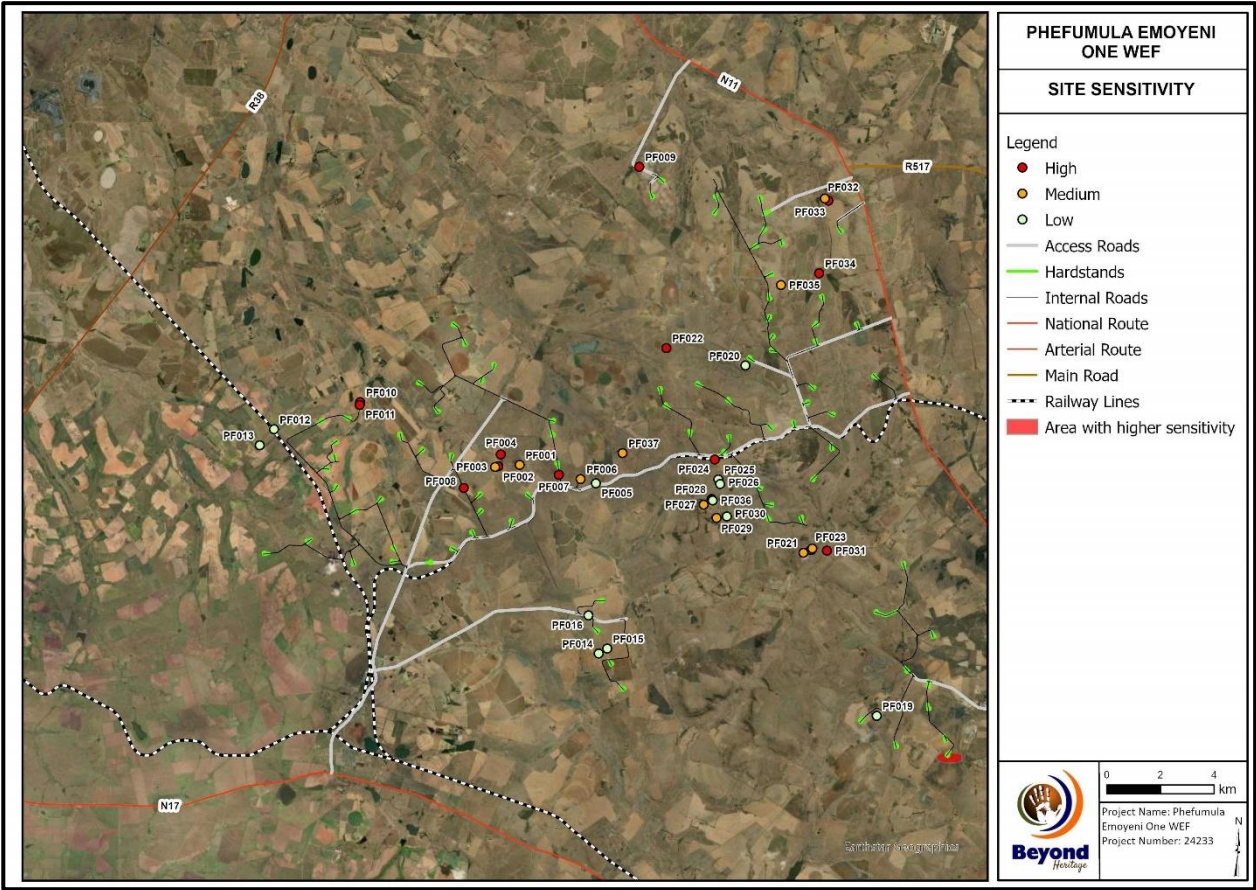 R38
N11
PF009
R517
PF032
PF033
PF034
PF035
PF022
PF020
PF010
PF011
PF012
PF013
PF004
PF001
PF037
PF003
PF002
PF006
PF024
PF025
PF008
PF007
PF005
PF026
PF028
PF036
PF027
PF030
PF029
PF023
PF021
PF031
PF016
PF014
PF015
PF019
N17
Earthstar Geographics
PHEFUMULA EMOYENI
ONE WEF
SITE SENSITIVITY
Legend
High
Medium
Low
Access Roads
Hardstands
Internal Roads
National Route
Arterial Route
Main Road
Railway Lines
Area with higher sensitivity
Beyond
Heritage
0 2 4
km
Project Name: Phefumula
Emoyeni One WEF
Project Number: 24233
N